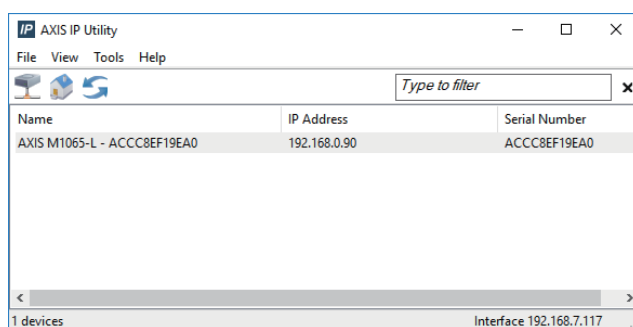 IP AXIS IP Utility
File View Tools Help
Type to filter
Name IP Address Serial Number
AXIS M1065-L - ACCC8EF19EA0 192.168.0.90 ACCC8EF19EA0
1 devices Interface 192.168.7.117